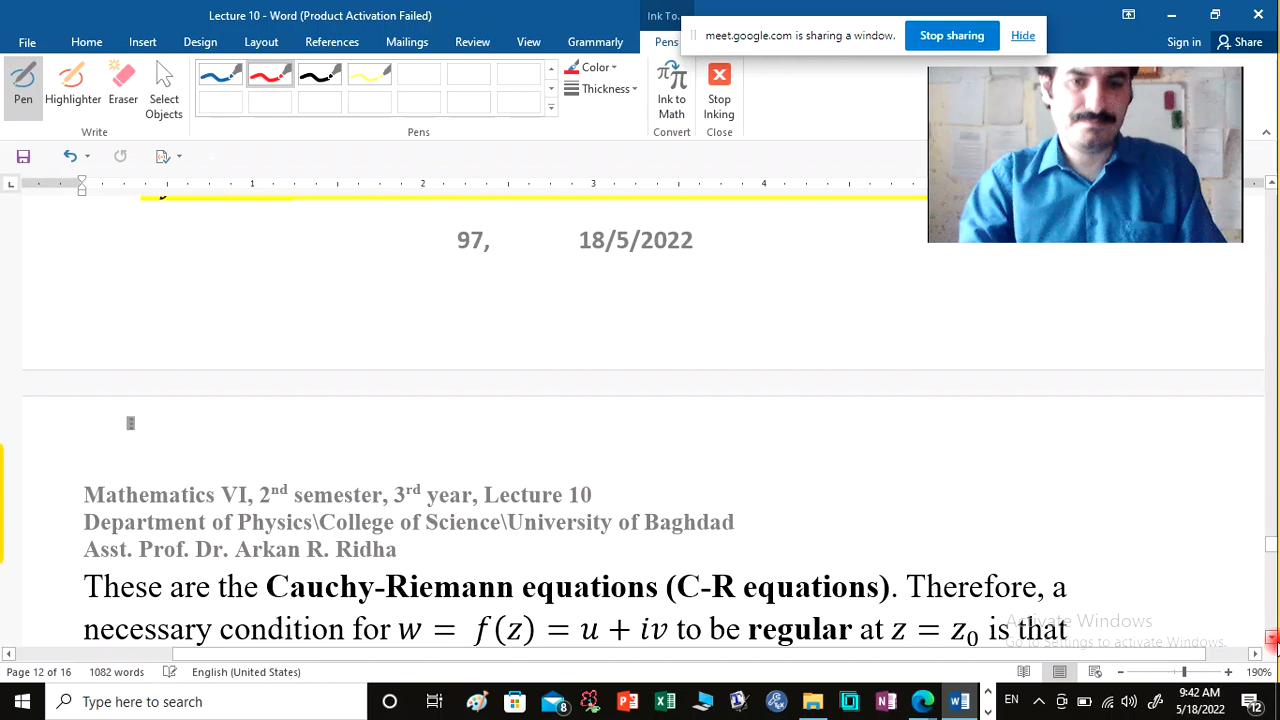 Lecture 10 - Word (Product Activation Failed)
Ink To...
meet.google.com is sharing a window.
Stop sharing
Hide
File
Home
Insert
Design
Layout
References
Mailings
Review
View
Grammarly
Pens
Sign in
Share
Pen
Highlighter
Eraser
Select Objects
Color
Thickness
Ink to Math
Stop Inking
Write
Pens
Convert
Close
1 2 3 4
97, 18/5/2022
Mathematics VI, 2nd semester, 3rd year, Lecture 10
Department of Physics\College of Science\University of Baghdad
Asst. Prof. Dr. Arkan R. Ridha
These are the Cauchy-Riemann equations (C-R equations). Therefore, a
necessary condition for w = f(z) = u + iv to be regular at z = z₀ is that
Activate Windows
Go to Settings to activate Windows.
Page 12 of 16
1082 words
English (United States)
190%
Type here to search
8
EN
9:42 AM
5/18/2022
12